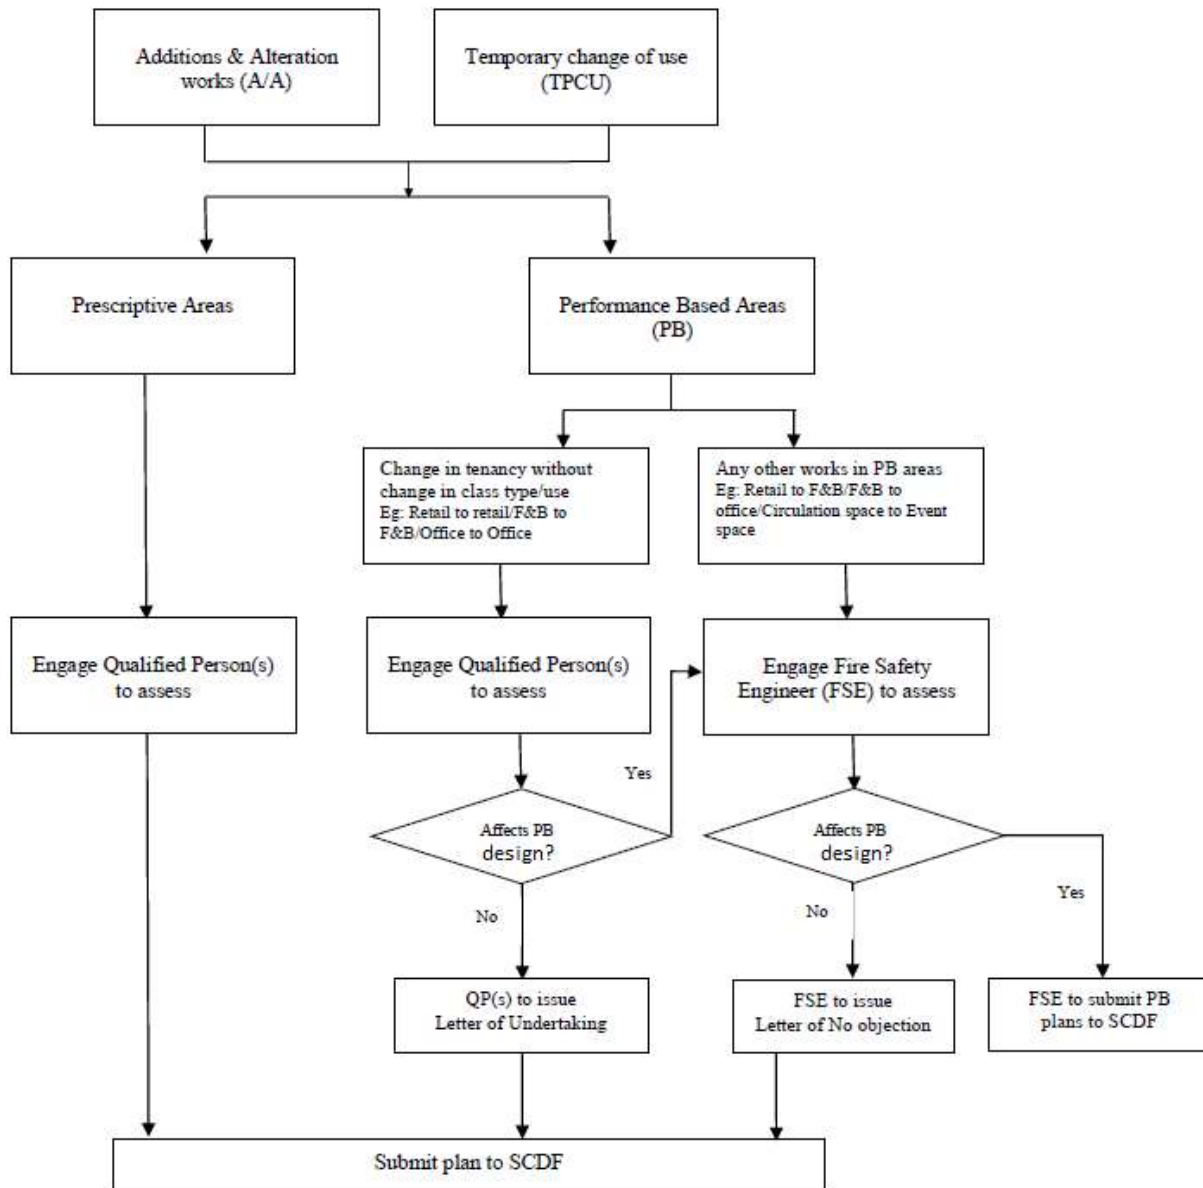 Additions & Alteration
works (A/A)
Temporary change of use
(TPCU)
Prescriptive Areas
Performance Based Areas
(PB)
Change in tenancy without
change in class type/use
Eg: Retail to retail/F&B to
F&B/Office to Office
Any other works in PB areas
Eg: Retail to F&B/F&B to
office/Circulation space to Event
space
Engage Qualified Person(s)
to assess
Engage Qualified Person(s)
to assess
Engage Fire Safety
Engineer (FSE) to assess
Yes
Affects PB
design?
Affects PB
design?
No
No
Yes
QP(s) to issue
Letter of Undertaking
FSE to issue
Letter of No objection
FSE to submit PB
plans to SCDF
Submit plan to SCDF